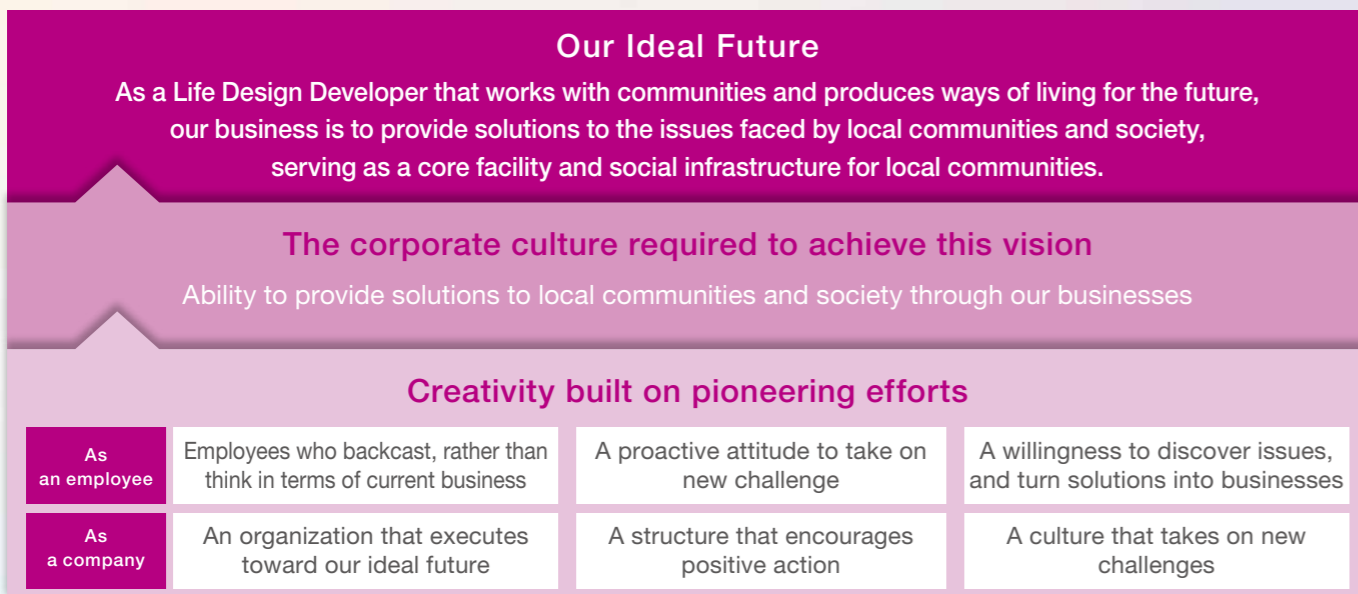 Our Ideal Future
As a Life Design Developer that works with communities and produces ways of living for the future,
our business is to provide solutions to the issues faced by local communities and society,
serving as a core facility and social infrastructure for local communities.
The corporate culture required to achieve this vision
Ability to provide solutions to local communities and society through our businesses
Creativity built on pioneering efforts
As
an employee
Employees who backcast, rather than
think in terms of current business
A proactive attitude to take on
new challenge
A willingness to discover issues,
and turn solutions into businesses
As
a company
An organization that executes
toward our ideal future
A structure that encourages
positive action
A culture that takes on new
challenges